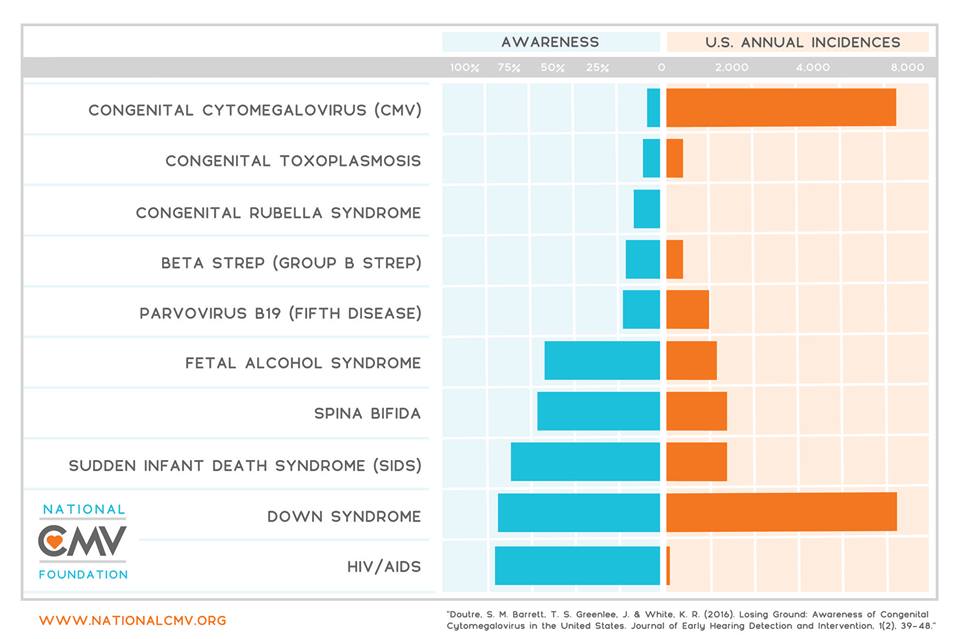 AWARENESS U.S. ANNUAL INCIDENCES
100% 75% 50% 25% 0 2,000 4,000 8,000
CONGENITAL CYTOMEGALOVIRUS (CMV)
CONGENITAL TOXOPLASMOSIS
CONGENITAL RUBELLA SYNDROME
BETA STREP (GROUP B STREP)
PARVOVIRUS B19 (FIFTH DISEASE)
FETAL ALCOHOL SYNDROME
SPINA BIFIDA
SUDDEN INFANT DEATH SYNDROME (SIDS)
DOWN SYNDROME
HIV/AIDS
NATIONAL
CMV
FOUNDATION
WWW.NATIONALCMV.ORG
"Doutre, S. M. Barrett, T. S. Greenlee, J. & White, K. R. (2016). Losing Ground: Awareness of Congenital
Cytomegalovirus in the United States. Journal of Early Hearing Detection and Intervention, 1(2), 39-48."